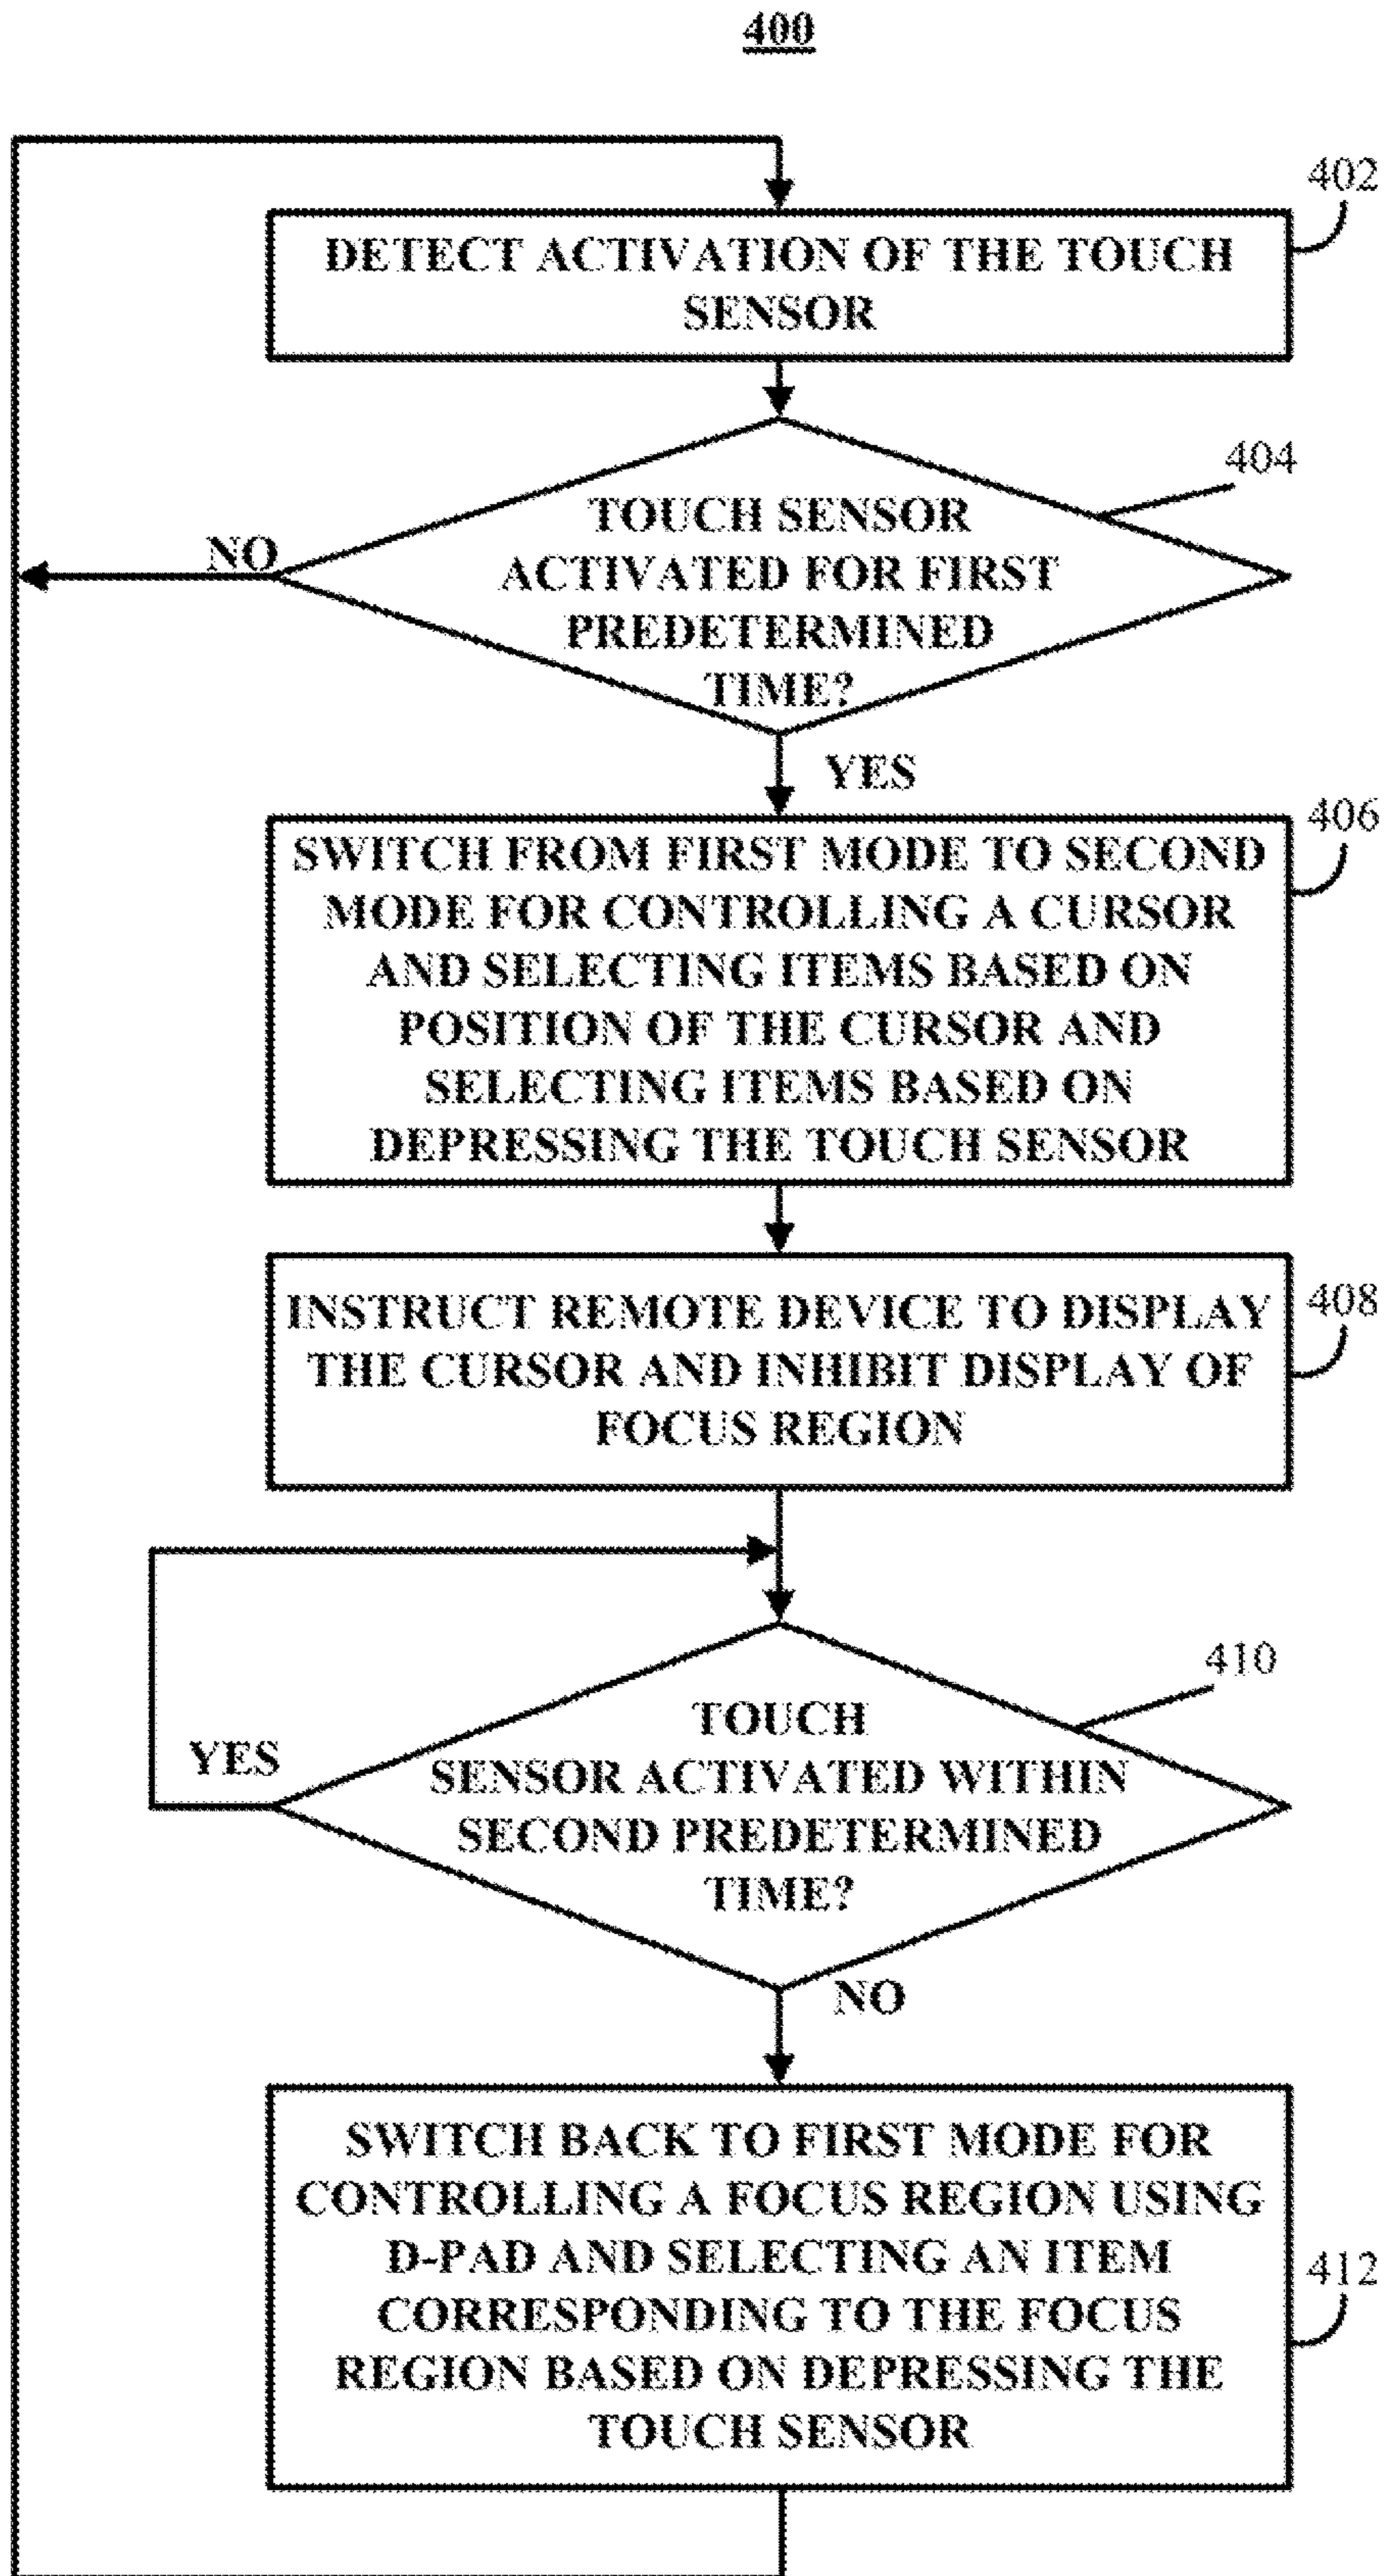 400
402
DETECT ACTIVATION OF THE TOUCH
SENSOR
404
TOUCH SENSOR
ACTIVATED FOR FIRST
PREDETERMINED
TIME?
NO
YES
406
SWITCH FROM FIRST MODE TO SECOND
MODE FOR CONTROLLING A CURSOR
AND SELECTING ITEMS BASED ON
POSITION OF THE CURSOR AND
SELECTING ITEMS BASED ON
DEPRESSING THE TOUCH SENSOR
408
INSTRUCT REMOTE DEVICE TO DISPLAY
THE CURSOR AND INHIBIT DISPLAY OF
FOCUS REGION
410
TOUCH
SENSOR ACTIVATED WITHIN
SECOND PREDETERMINED
TIME?
YES
NO
SWITCH BACK TO FIRST MODE FOR
CONTROLLING A FOCUS REGION USING
D-PAD AND SELECTING AN ITEM
CORRESPONDING TO THE FOCUS
REGION BASED ON DEPRESSING THE
TOUCH SENSOR
412